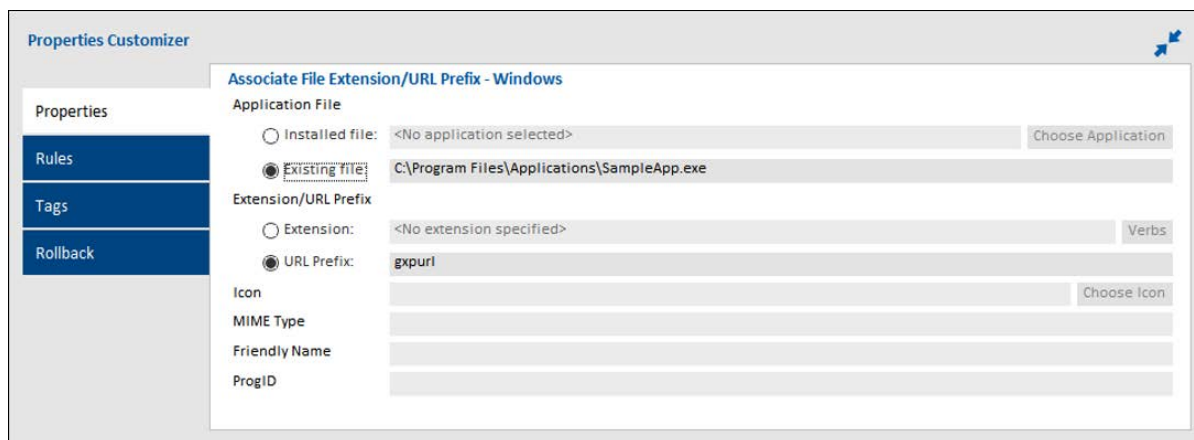 Properties Customizer
Associate File Extension/URL Prefix - Windows
Properties
Rules
Tags
Rollback
Application File
Installed file: <No application selected> Choose Application
Existing file: C:\Program Files\Applications\SampleApp.exe
Extension/URL Prefix
Extension: <No extension specified> Verbs
URL Prefix: gxpurl
Icon Choose Icon
MIME Type
Friendly Name
ProgID